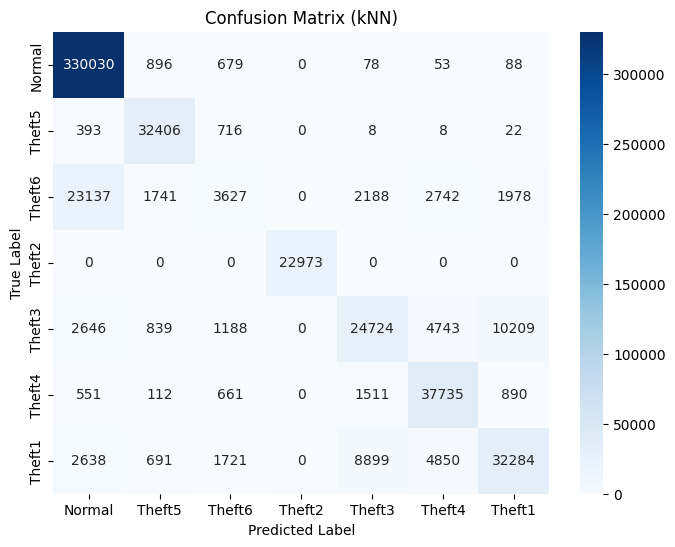 Confusion Matrix (kNN)
True Label
Normal 330030 896 679 0 78 53 88
Theft5 393 32406 716 0 8 8 22
Theft6 23137 1741 3627 0 2188 2742 1978
Theft2 0 0 0 22973 0 0 0
Theft3 2646 839 1188 0 24724 4743 10209
Theft4 551 112 661 0 1511 37735 890
Theft1 2638 691 1721 0 8899 4850 32284
Normal Theft5 Theft6 Theft2 Theft3 Theft4 Theft1
Predicted Label
300000
250000
200000
150000
100000
50000
0